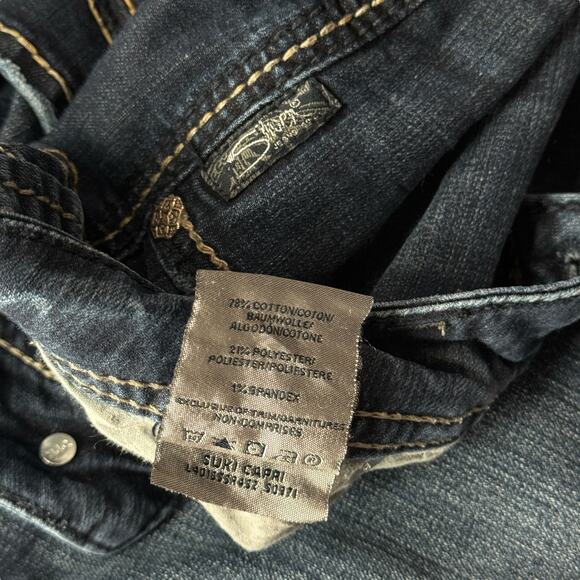 78% COTTON/COTON/
BAUMWOLLE/
ALGODÓN/COTONE
21% POLYESTER/
POLIESTER/POLIESTERE
1% SPANDEX
EXCLUSIVE OF TRIM/GARNITURES
NON-COMPRISES
SUKI CAPRI